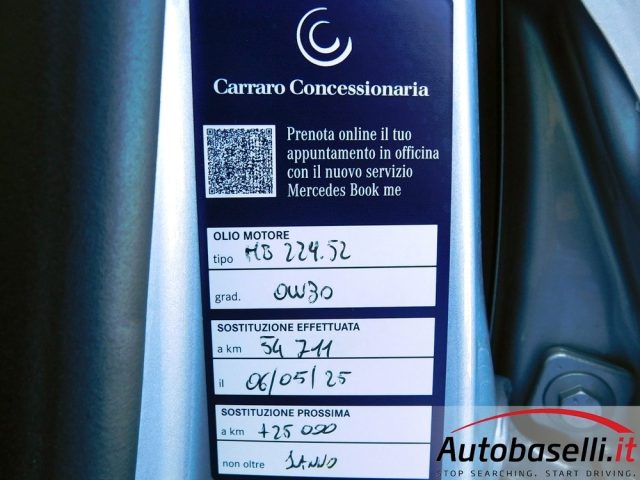 Carraro Concessionaria
Prenota online il tuo
appuntamento in officina
con il nuovo servizio
Mercedes Book me
OLIO MOTORE
tipo MB 229.52
grad. 0W30
SOSTITUZIONE EFFETTUATA
a km 54 711
il 06/05/25
SOSTITUZIONE PROSSIMA
a km +25 000
non oltre 1 ANNO
Autobaselli.it
STOP SEARCHING. START DRIVING.